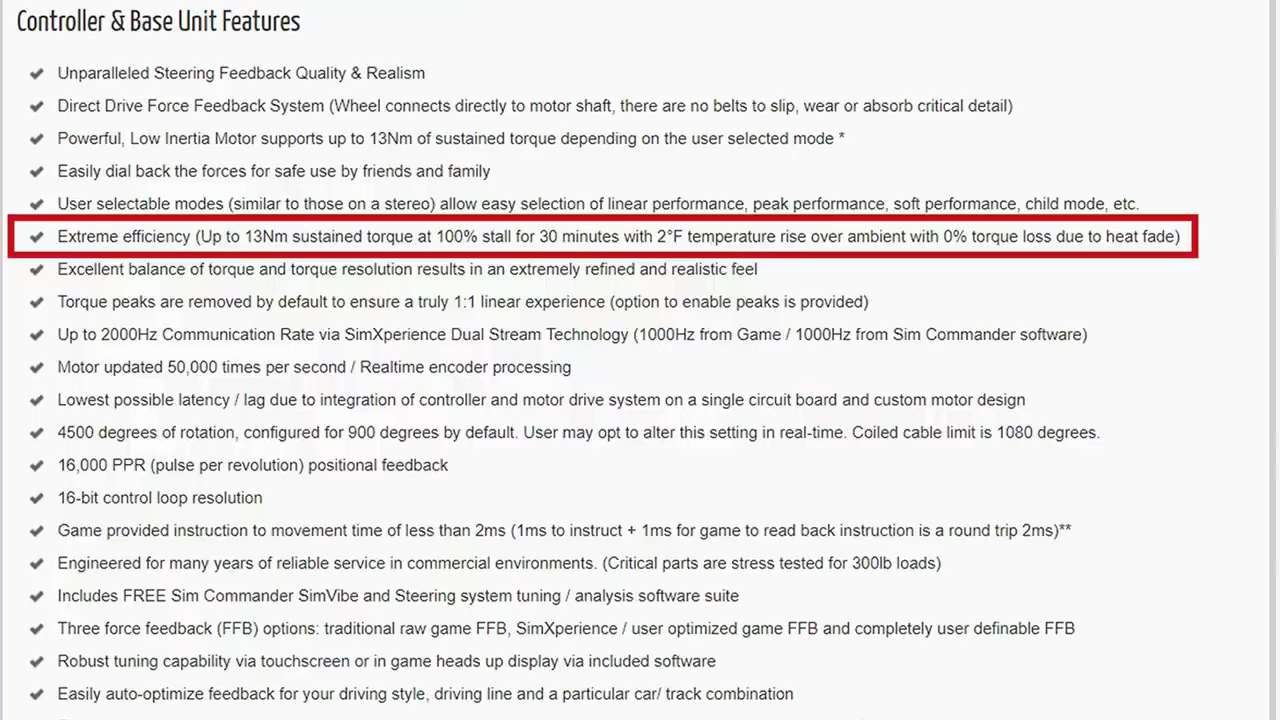 Controller & Base Unit Features
Unparalleled Steering Feedback Quality & Realism
Direct Drive Force Feedback System (Wheel connects directly to motor shaft, there are no belts to slip, wear or absorb critical detail)
Powerful, Low Inertia Motor supports up to 13Nm of sustained torque depending on the user selected mode *
Easily dial back the forces for safe use by friends and family
User selectable modes (similar to those on a stereo) allow easy selection of linear performance, peak performance, soft performance, child mode, etc.
Extreme efficiency (Up to 13Nm sustained torque at 100% stall for 30 minutes with 2°F temperature rise over ambient with 0% torque loss due to heat fade)
Excellent balance of torque and torque resolution results in an extremely refined and realistic feel
Torque peaks are removed by default to ensure a truly 1:1 linear experience (option to enable peaks is provided)
Up to 2000Hz Communication Rate via SimXperience Dual Stream Technology (1000Hz from Game / 1000Hz from Sim Commander software)
Motor updated 50,000 times per second / Realtime encoder processing
Lowest possible latency / lag due to integration of controller and motor drive system on a single circuit board and custom motor design
4500 degrees of rotation, configured for 900 degrees by default. User may opt to alter this setting in real-time. Coiled cable limit is 1080 degrees.
16,000 PPR (pulse per revolution) positional feedback
16-bit control loop resolution
Game provided instruction to movement time of less than 2ms (1ms to instruct + 1ms for game to read back instruction is a round trip 2ms)**
Engineered for many years of reliable service in commercial environments. (Critical parts are stress tested for 300lb loads)
Includes FREE Sim Commander SimVibe and Steering system tuning / analysis software suite
Three force feedback (FFB) options: traditional raw game FFB, SimXperience / user optimized game FFB and completely user definable FFB
Robust tuning capability via touchscreen or in game heads up display via included software
Easily auto-optimize feedback for your driving style, driving line and a particular car/ track combination